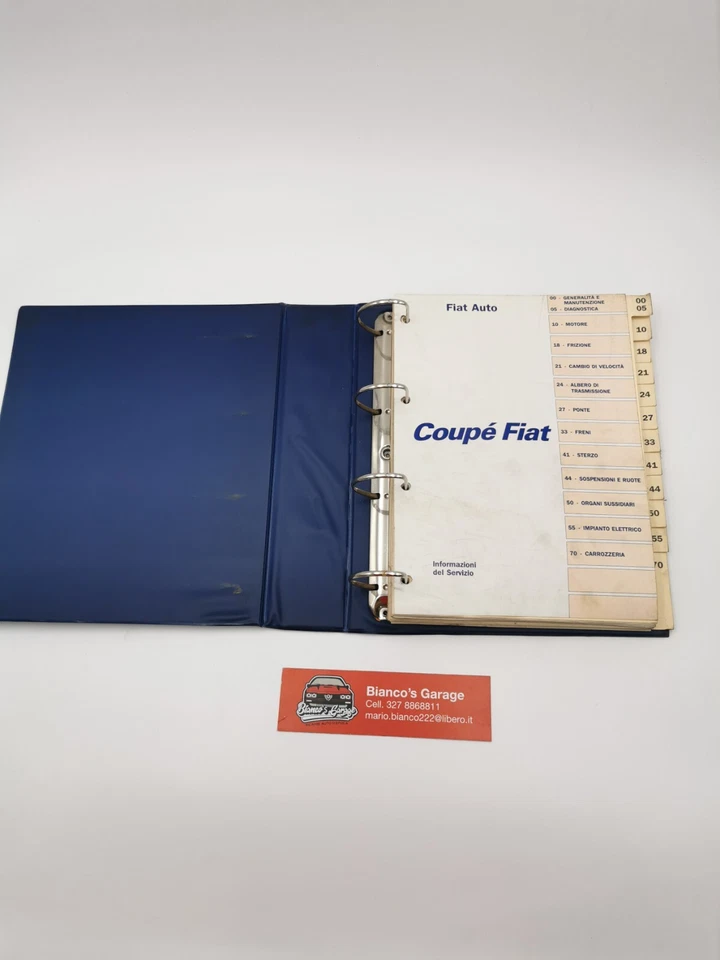 Fiat Auto
Coupé Fiat
Informazioni
del Servizio
00 - GENERALITÀ E
MANUTENZIONE
05 - DIAGNOSTICA
10 - MOTORE
18 - FRIZIONE
21 - CAMBIO DI VELOCITÀ
24 - ALBERO DI
TRASMISSIONE
27 - PONTE
33 - FRENI
41 - STERZO
44 - SOSPENSIONI E RUOTE
50 - ORGANI SUSSIDIARI
55 - IMPIANTO ELETTRICO
70 - CARROZZERIA
00
05
10
18
21
24
27
33
41
44
50
55
70
Bianco's Garage
Bianco's Garage
Cell. 327 8868811
mario.bianco222@libero.it